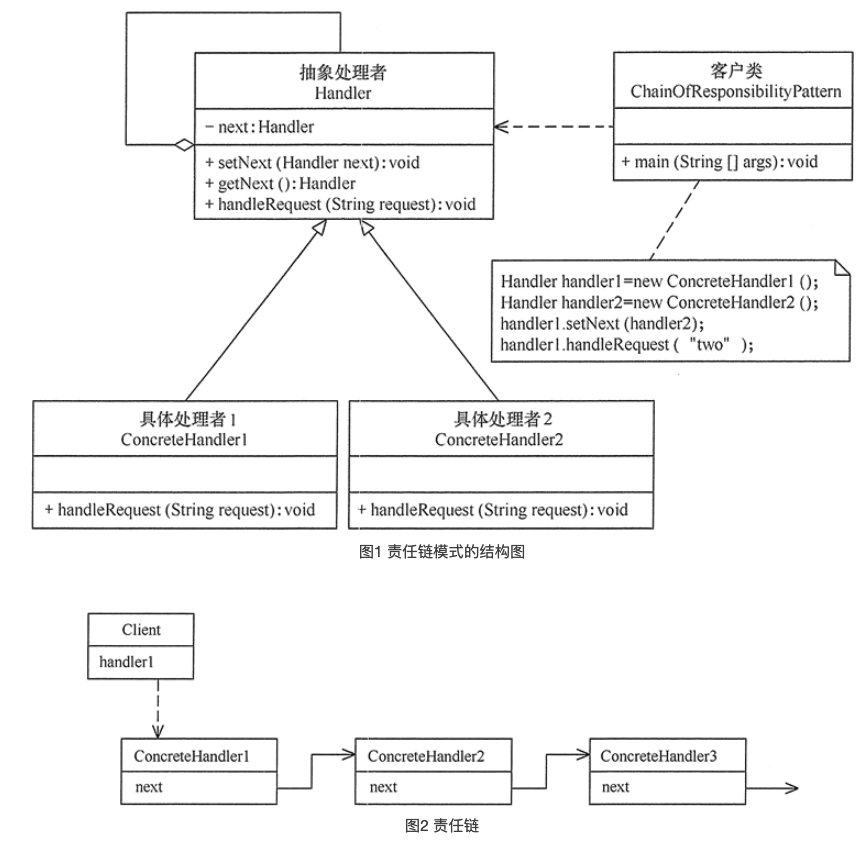 抽象处理者
Handler
- next:Handler
+ setNext (Handler next):void
+ getNext ():Handler
+ handleRequest (String request):void
客户类
ChainOfResponsibilityPattern
+ main (String [] args):void
Handler handler1=new ConcreteHandler1 ();
Handler handler2=new ConcreteHandler2 ();
handler1.setNext (handler2);
handler1.handleRequest ( "two" );
具体处理者1
ConcreteHandler1
+ handleRequest (String request):void
具体处理者2
ConcreteHandler2
+ handleRequest (String request):void
图1 责任链模式的结构图
Client
handler1
ConcreteHandler1
next
ConcreteHandler2
next
ConcreteHandler3
next
图2 责任链